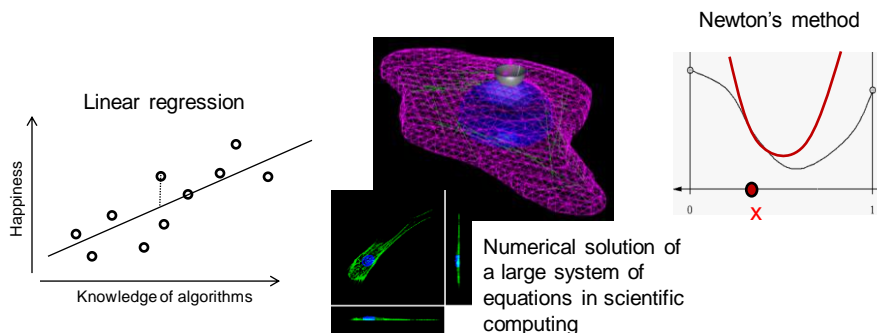 Newton's method
Linear regression
Happiness
Knowledge of algorithms
Numerical solution of
a large system of
equations in scientific
computing
0
1
x